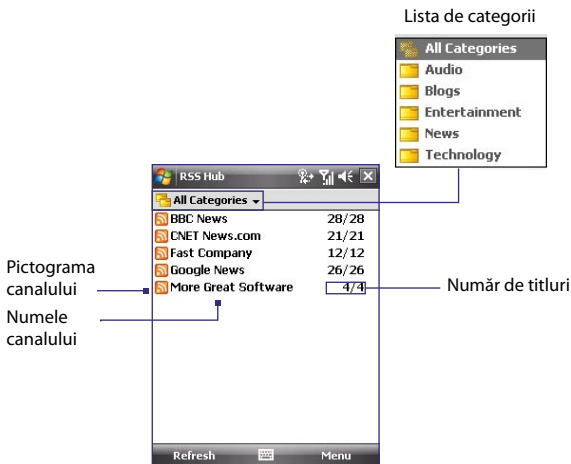 Lista de categorii
All Categories
Audio
Blogs
Entertainment
News
Technology
RSS Hub
All Categories
BBC News 28/28
CNET News.com 21/21
Fast Company 12/12
Google News 26/26
More Great Software 4/4
Pictograma
canalului
Numele
canalului
Număr de titluri
Refresh Menu